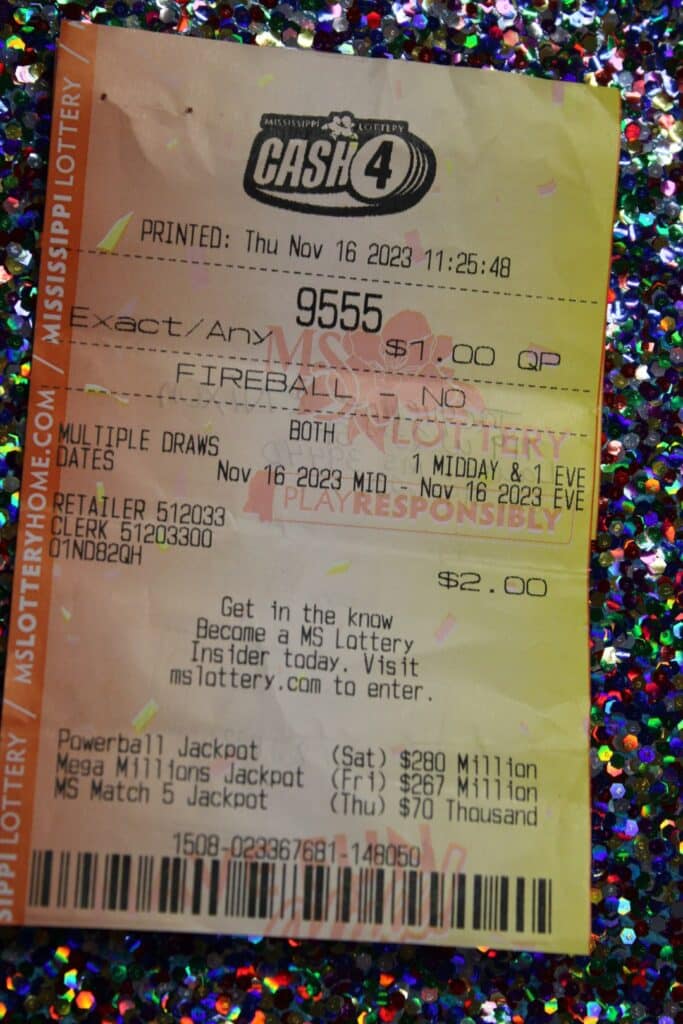 MISSISSIPPI LOTTERY
CASH 4
PRINTED: Thu Nov 16 2023 11:25:48
9555
Exact/Any $1.00 QP
FIREBALL - NO
MS LOTTERY
BOTH
MULTIPLE DRAWS 1 MIDDAY & 1 EVE
DATES Nov 16 2023 MID - Nov 16 2023 EVE
PLAYRESPONSIBLY
RETAILER 512033
CLERK 51203300
01ND82QH
$2.00
Get in the know
Become a MS Lottery
Insider today. Visit
mslottery.com to enter.
Powerball Jackpot (Sat) $280 Million
Mega Millions Jackpot (Fri) $267 Million
MS Match 5 Jackpot (Thu) $70 Thousand
1508-023367681-148050
SIPPI LOTTERY / MSLOTTERYHOME.COM / MISSISSIPPI LOTTERY /